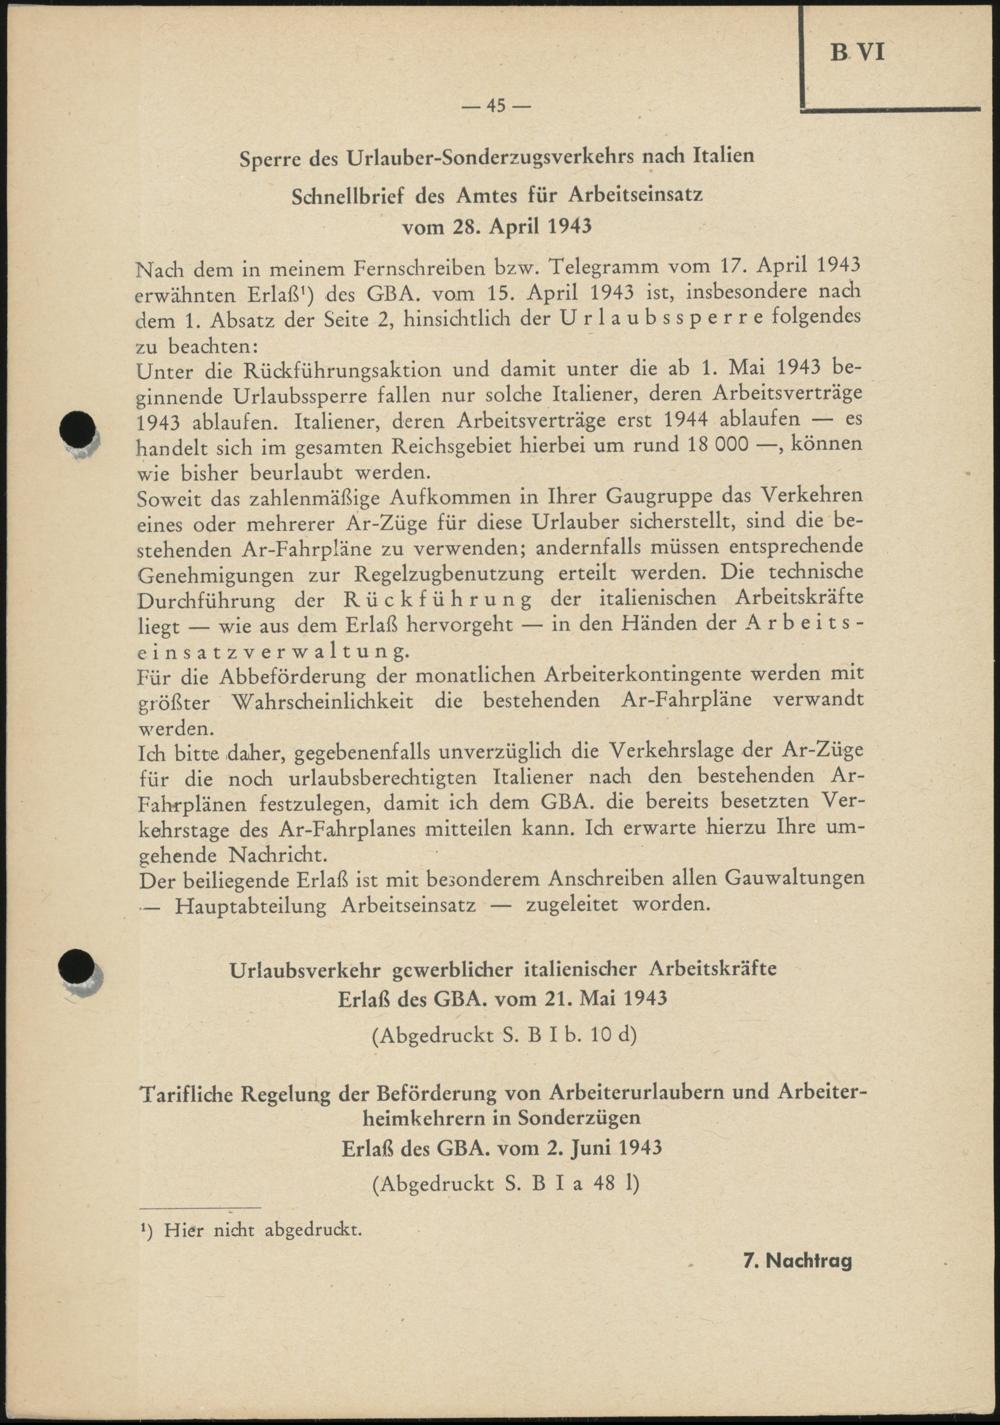 B VI
— 45 —
Sperre des Urlauber-Sonderzugsverkehrs nach Italien
Schnellbrief des Amtes für Arbeitseinsatz
vom 28. April 1943
Nach dem in meinem Fernschreiben bzw. Telegramm vom 17. April 1943
erwähnten Erlaß¹) des GBA. vom 15. April 1943 ist, insbesondere nach
dem 1. Absatz der Seite 2, hinsichtlich der U r l a u b s s p e r r e folgendes
zu beachten:
Unter die Rückführungsaktion und damit unter die ab 1. Mai 1943 be-
ginnende Urlaubssperre fallen nur solche Italiener, deren Arbeitsverträge
1943 ablaufen. Italiener, deren Arbeitsverträge erst 1944 ablaufen — es
handelt sich im gesamten Reichsgebiet hierbei um rund 18 000 —, können
wie bisher beurlaubt werden.
Soweit das zahlenmäßige Aufkommen in Ihrer Gaugruppe das Verkehren
eines oder mehrerer Ar-Züge für diese Urlauber sicherstellt, sind die be-
stehenden Ar-Fahrpläne zu verwenden; andernfalls müssen entsprechende
Genehmigungen zur Regelzugbenutzung erteilt werden. Die technische
Durchführung der R ü c k f ü h r u n g der italienischen Arbeitskräfte
liegt — wie aus dem Erlaß hervorgeht — in den Händen der A r b e i t s -
e i n s a t z v e r w a l t u n g.
Für die Abbeförderung der monatlichen Arbeiterkontingente werden mit
größter Wahrscheinlichkeit die bestehenden Ar-Fahrpläne verwandt
werden.
Ich bitte daher, gegebenenfalls unverzüglich die Verkehrslage der Ar-Züge
für die noch urlaubsberechtigten Italiener nach den bestehenden Ar-
Fahrplänen festzulegen, damit ich dem GBA. die bereits besetzten Ver-
kehrstage des Ar-Fahrplanes mitteilen kann. Ich erwarte hierzu Ihre um-
gehende Nachricht.
Der beiliegende Erlaß ist mit besonderem Anschreiben allen Gauwaltungen
— Hauptabteilung Arbeitseinsatz — zugeleitet worden.
Urlaubsverkehr gewerblicher italienischer Arbeitskräfte
Erlaß des GBA. vom 21. Mai 1943
(Abgedruckt S. B I b. 10 d)
Tarifliche Regelung der Beförderung von Arbeiterurlaubern und Arbeiter-
heimkehrern in Sonderzügen
Erlaß des GBA. vom 2. Juni 1943
(Abgedruckt S. B I a 48 l)
¹) Hier nicht abgedruckt.
7. Nachtrag